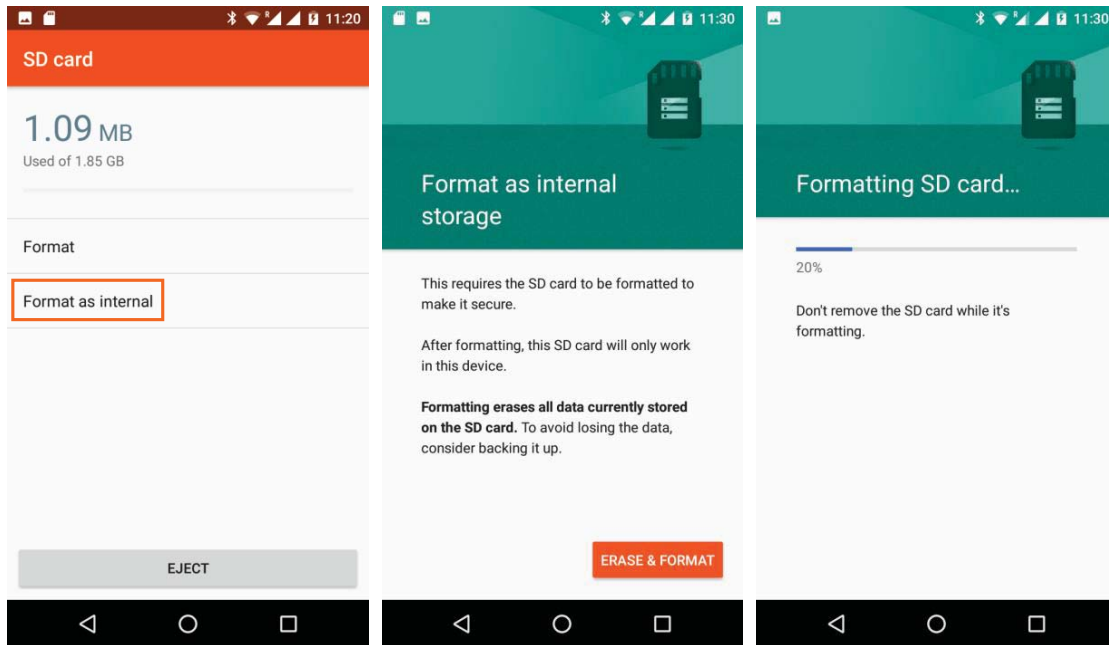 11:20
SD card
1.09 MB
Used of 1.85 GB
Format
Format as internal
EJECT
R
11:30
Format as internal
storage
This requires the SD card to be formatted to
make it secure.
After formatting, this SD card will only work
in this device.
Formatting erases all data currently stored
on the SD card. To avoid losing the data,
consider backing it up.
ERASE & FORMAT
R
11:30
Formatting SD card...
20%
Don't remove the SD card while it's
formatting.